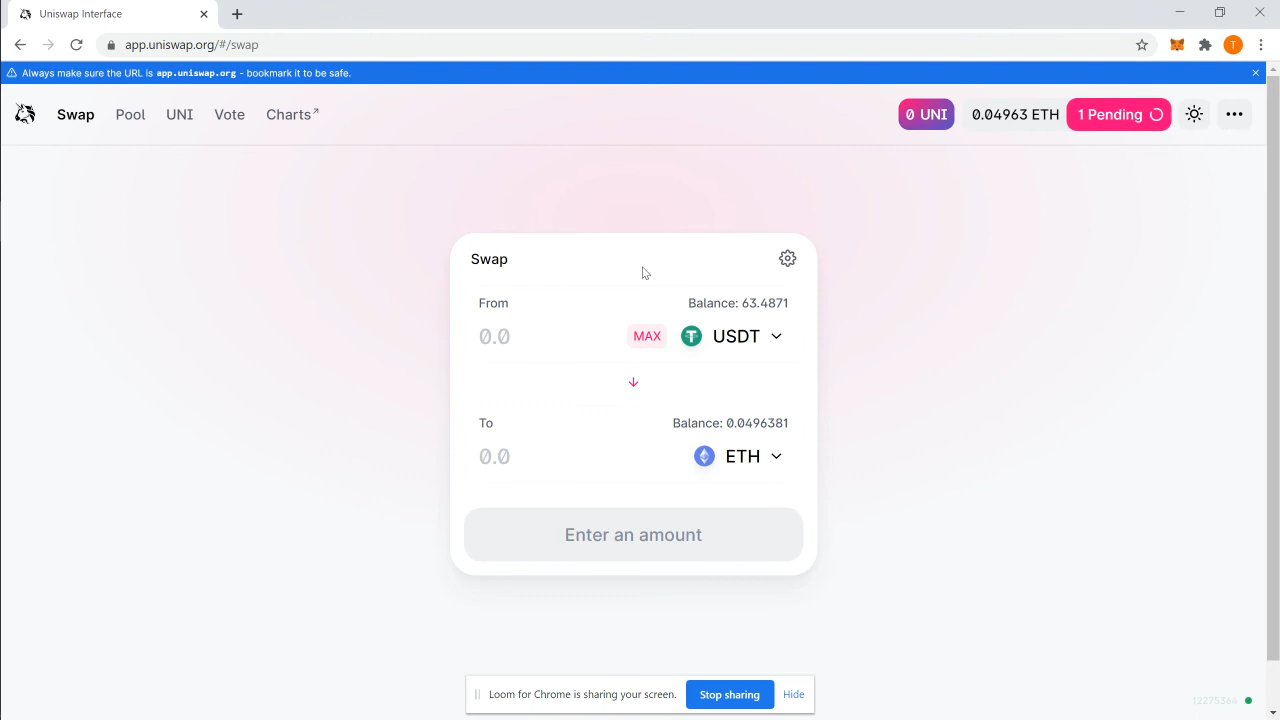 Uniswap Interface
app.uniswap.org/#/swap
T
Always make sure the URL is app.uniswap.org - bookmark it to be safe.
Swap
Pool
UNI
Vote
Charts↗
0 UNI
0.04963 ETH
1 Pending
Swap
From
Balance: 63.4871
0.0
MAX
USDT
To
Balance: 0.0496381
0.0
ETH
Enter an amount
Loom for Chrome is sharing your screen.
Stop sharing
Hide
12275364